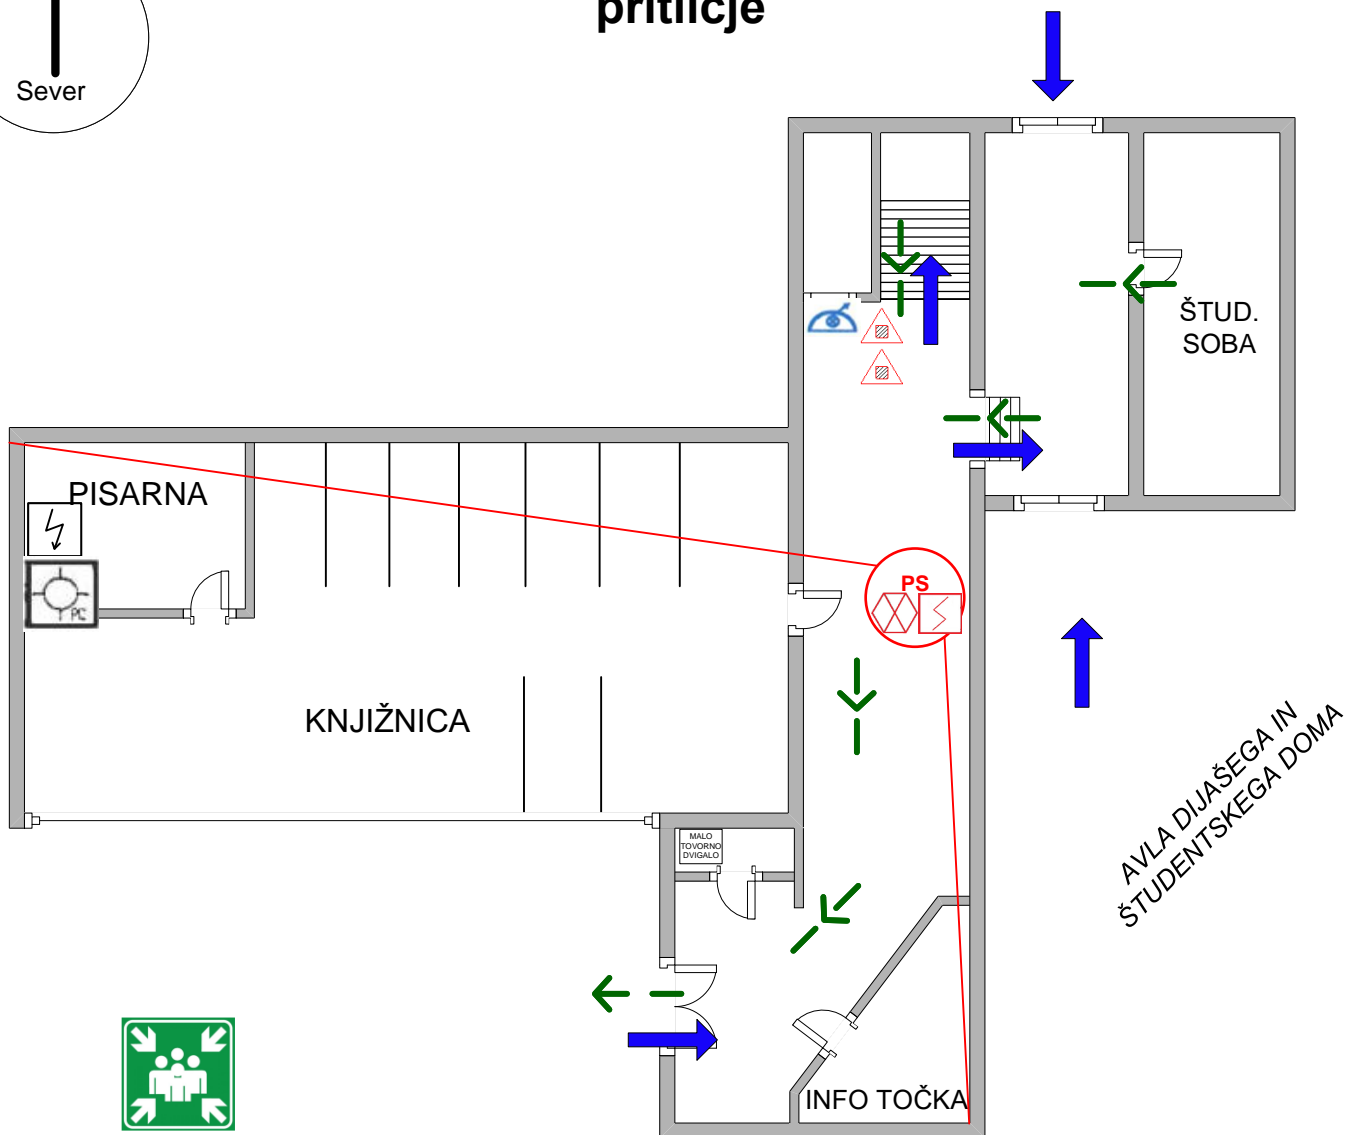 pritličje
Sever
ŠTUD.
SOBA
PISARNA
PC
PS
KNJIŽNICA
MALO
TOVORNO
DVIGALO
AVLA DIJAŠEGA IN
ŠTUDENTSKEGA DOMA
INFO TOČKA